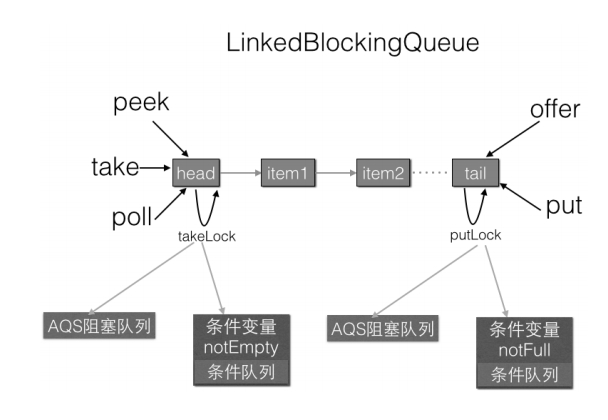 LinkedBlockingQueue
peek
offer
take
head
item1
item2
tail
poll
put
takeLock
putLock
AQS阻塞队列
条件变量
notEmpty
条件队列
AQS阻塞队列
条件变量
notFull
条件队列